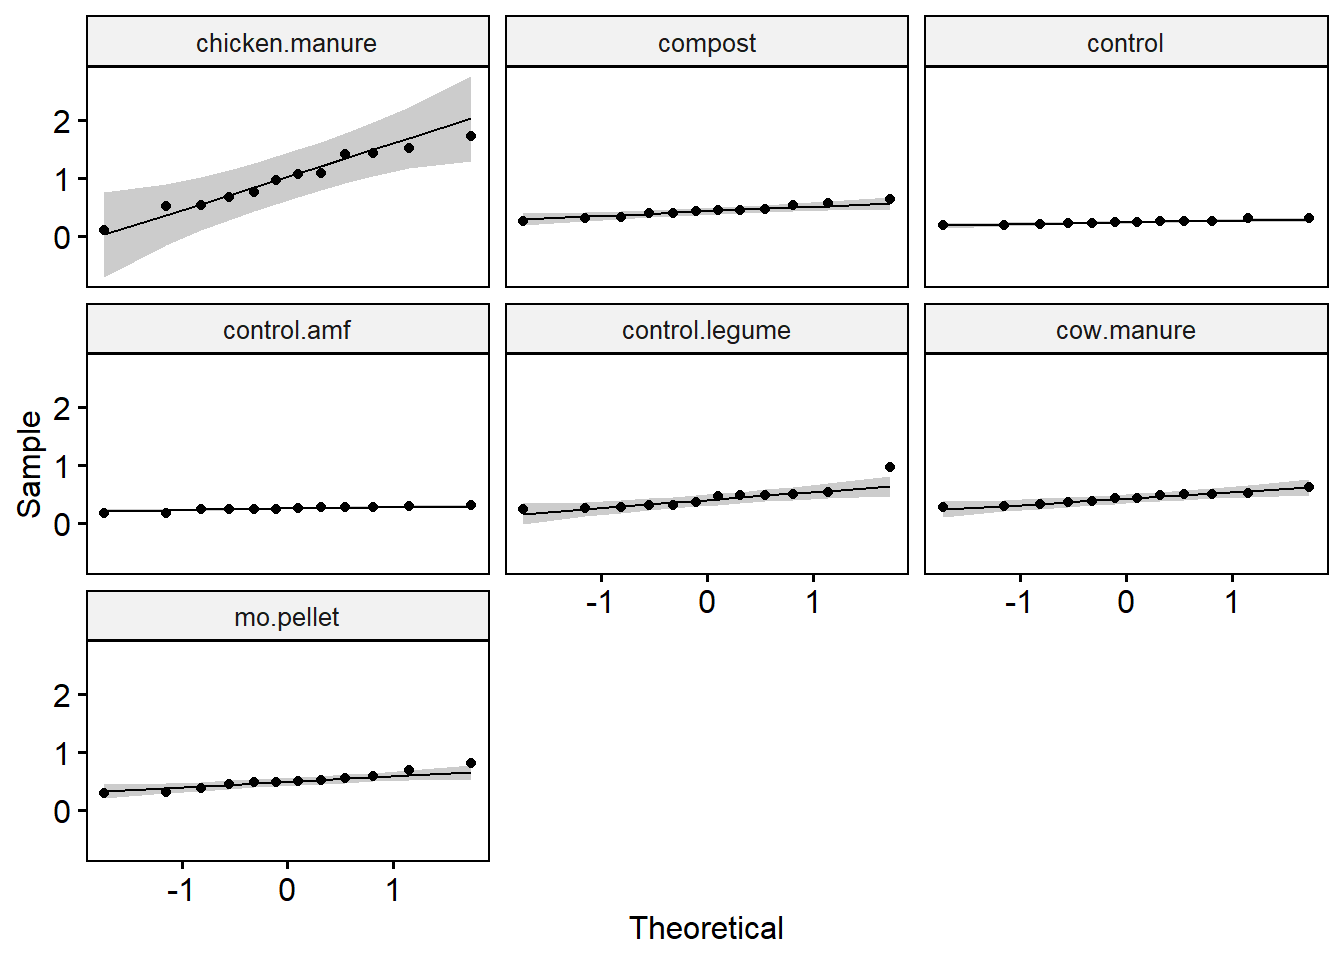 chicken.manure compost control
2
1
0
control.amf control.legume cow.manure
2
1
0
Sample
-1 0 1 -1 0 1
mo.pellet
2
1
0
-1 0 1
Theoretical